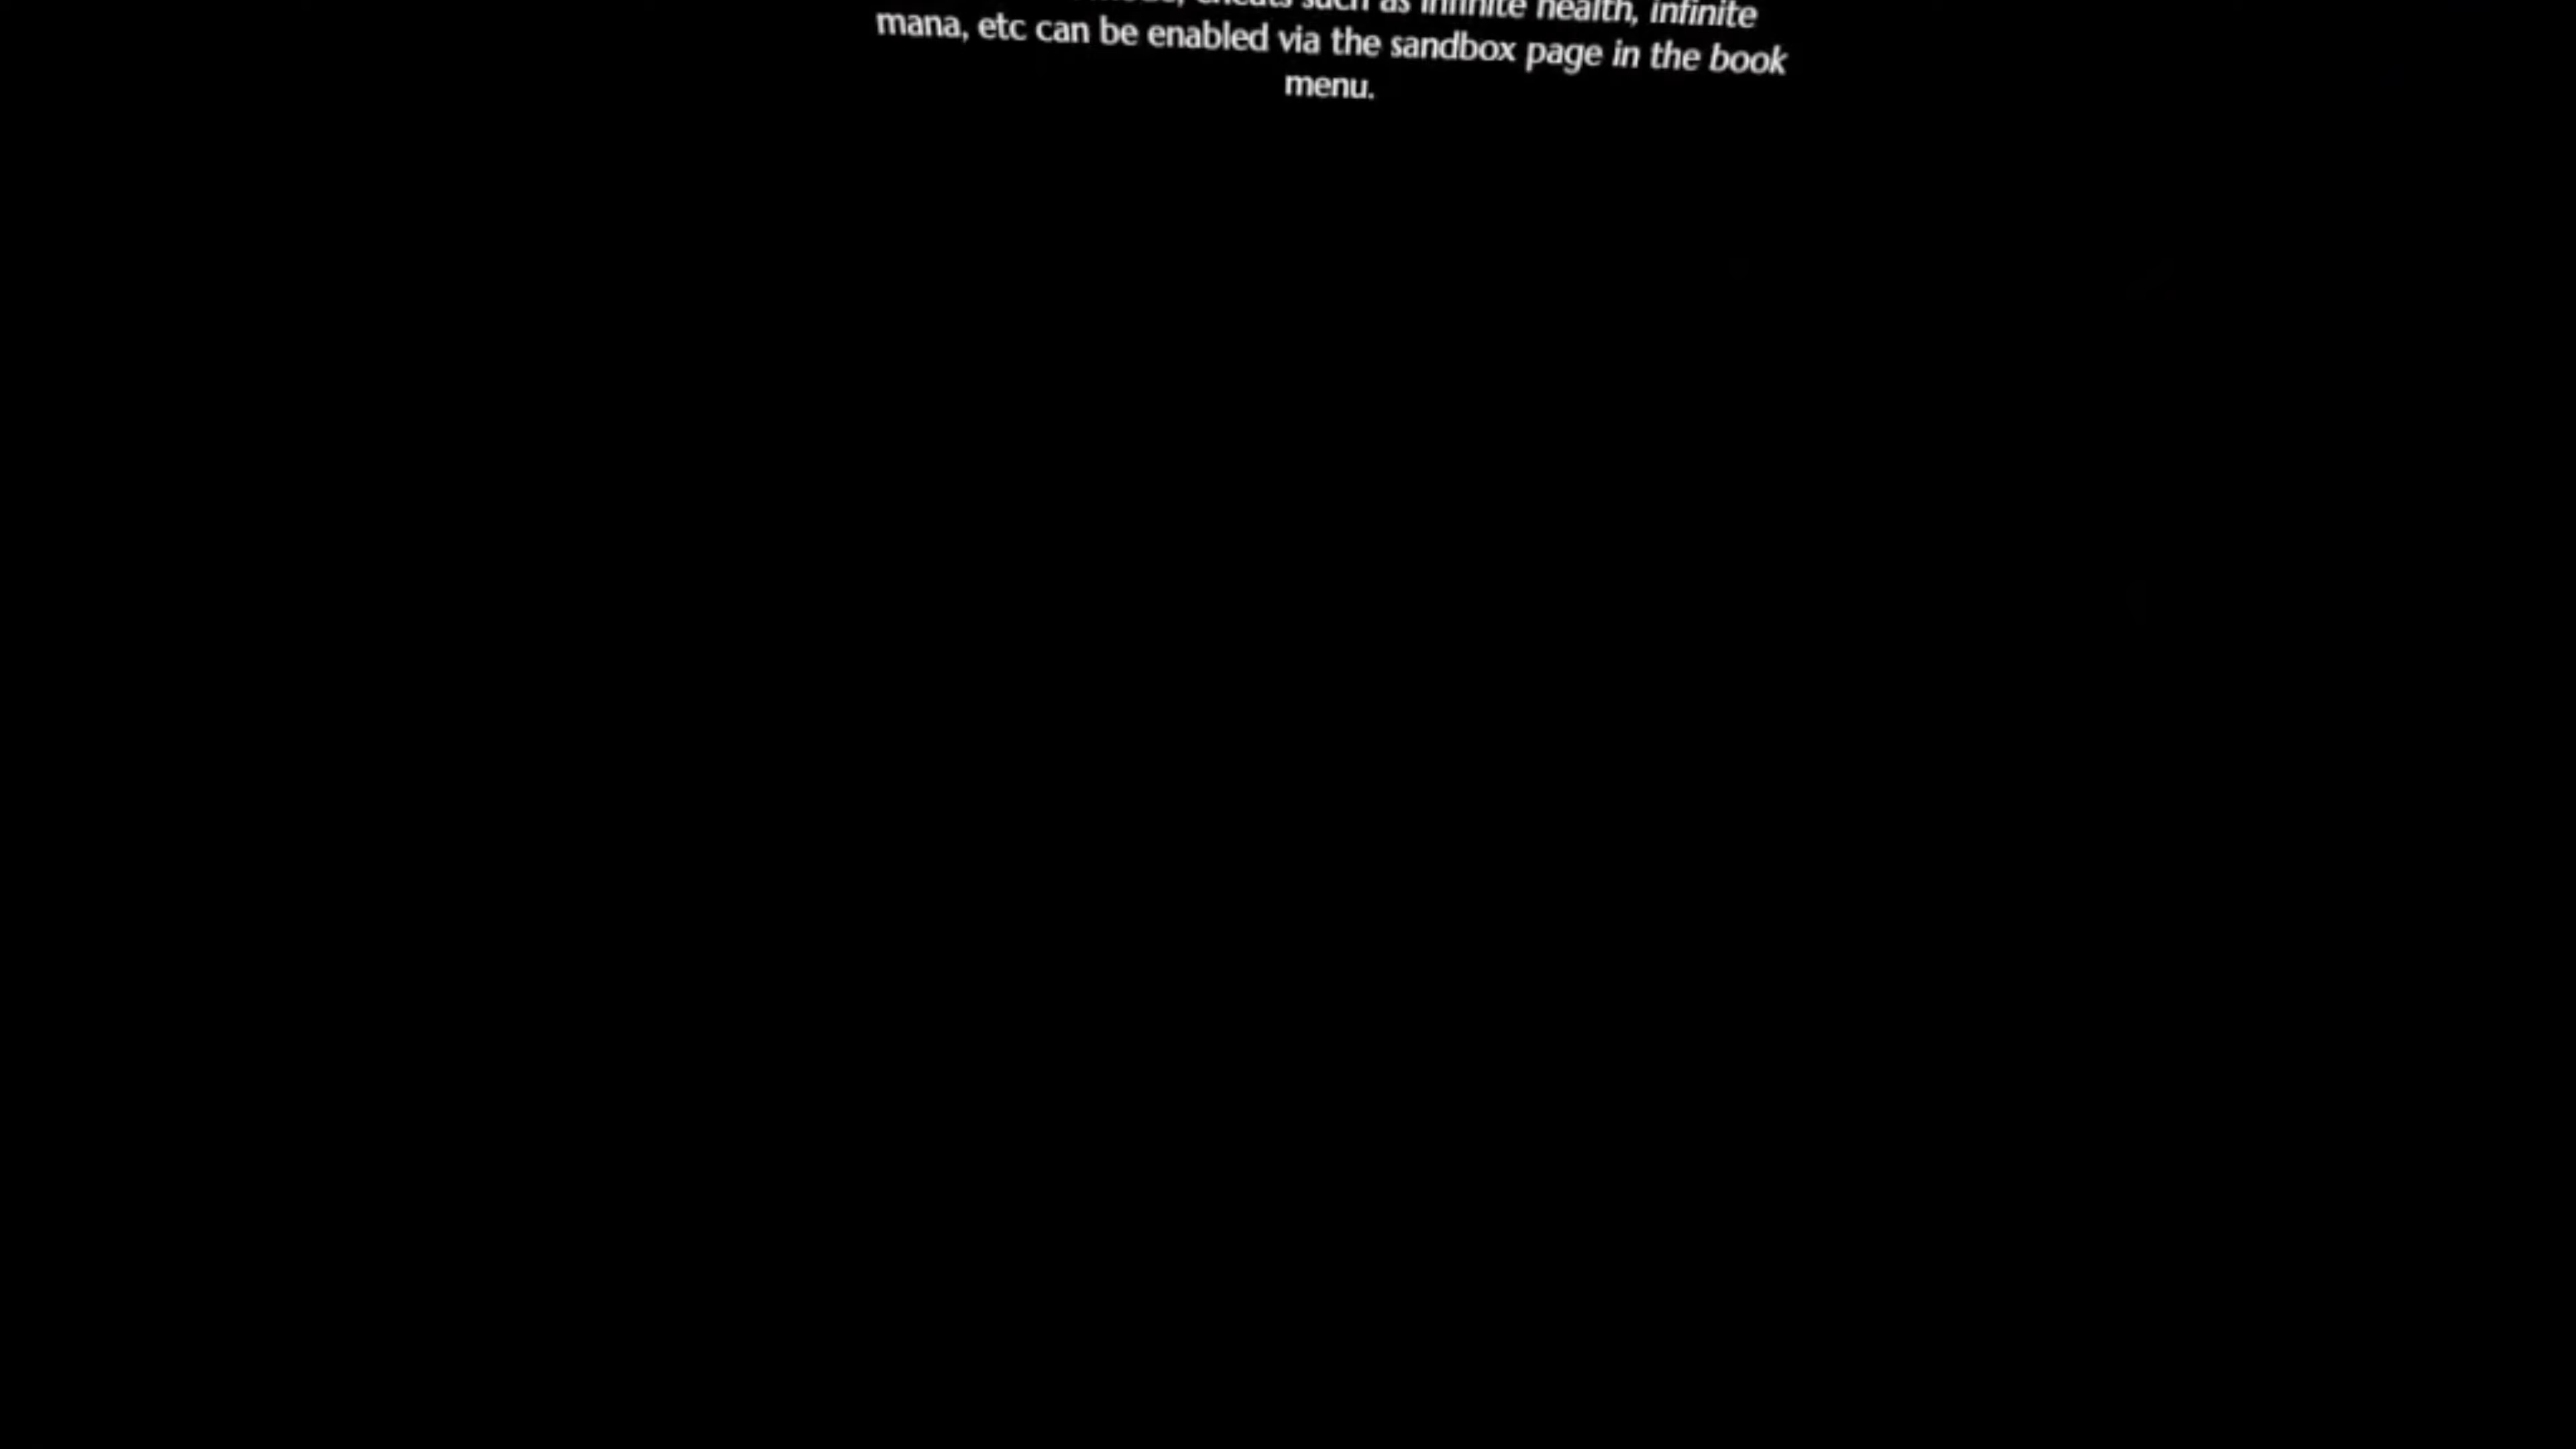 cheats such as infinite health, infinite
mana, etc can be enabled via the sandbox page in the book
menu.